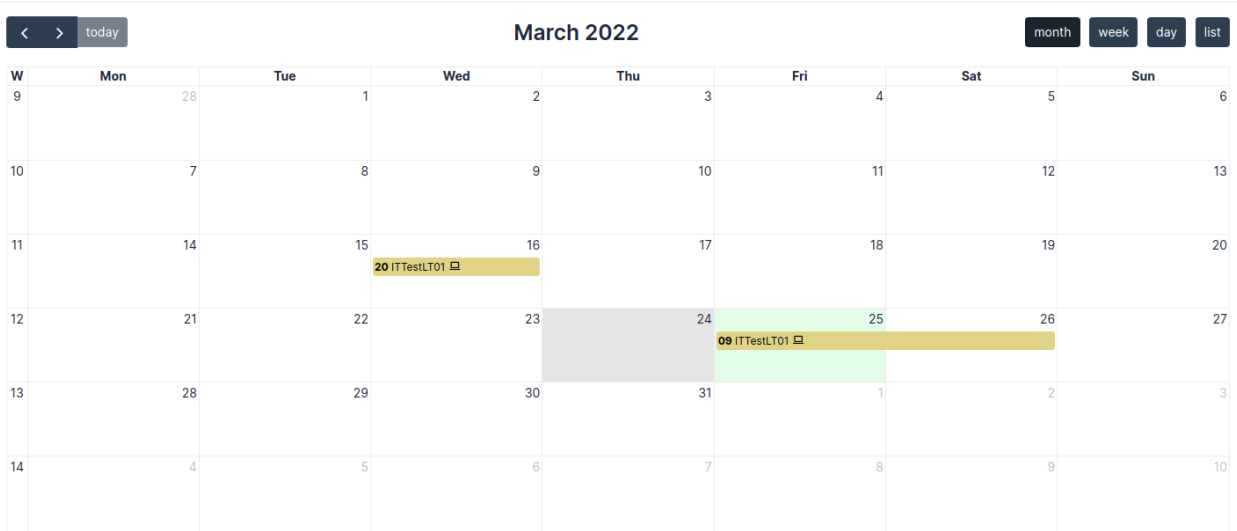 today March 2022 month week day list
W Mon Tue Wed Thu Fri Sat Sun
9 28 1 2 3 4 5 6
10 7 8 9 10 11 12 13
11 14 15 16 17 18 19 20
20 ITTestLT01
12 21 22 23 24 25 26 27
09 ITTestLT01
13 28 29 30 31 1 2 3
14 4 5 6 7 8 9 10